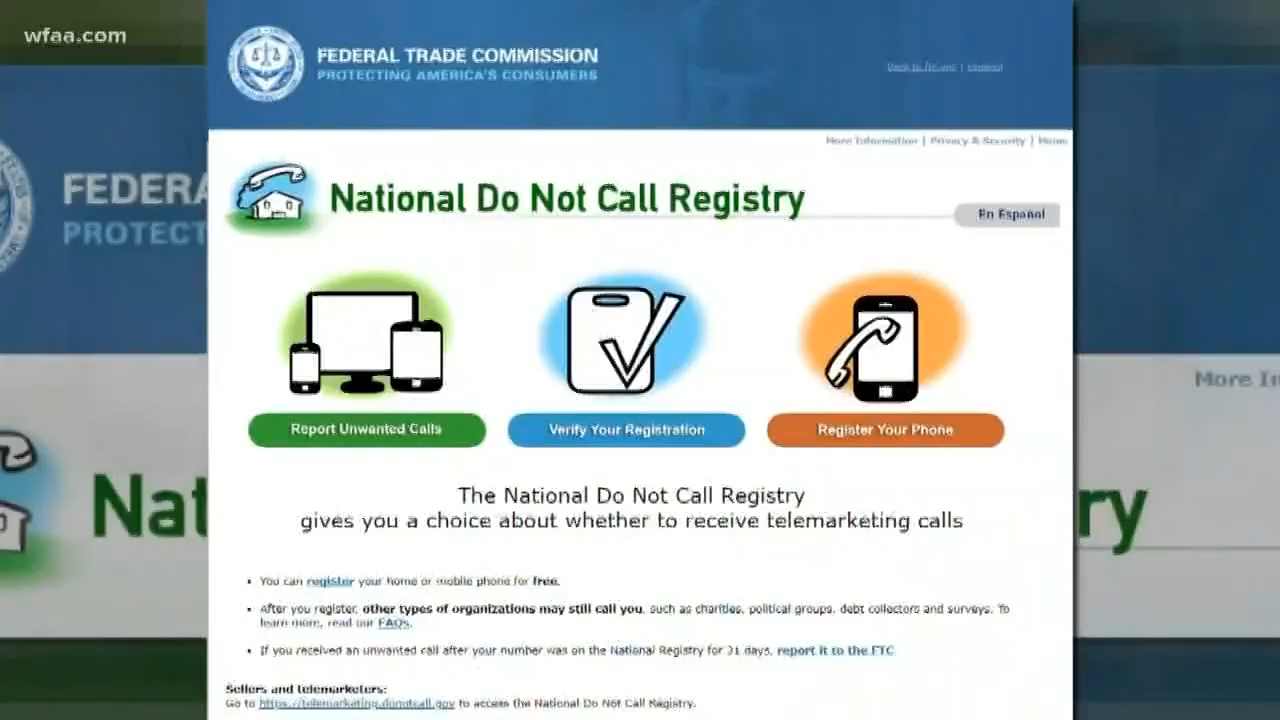 wfaa.com
FEDERAL TRADE COMMISSION
PROTECTING AMERICA'S CONSUMERS
More Information | Privacy & Security | Home
National Do Not Call Registry
En Español
Report Unwanted Calls
Verify Your Registration
Register Your Phone
The National Do Not Call Registry
gives you a choice about whether to receive telemarketing calls
• You can register your home or mobile phone for free.
• After you register, other types of organizations may still call you, such as charities, political groups, debt collectors and surveys. To
learn more, read our FAQs.
• If you received an unwanted call after your number was on the National Registry for 31 days, report it to the FTC
Sellers and telemarketers:
Go to https://telemarketing.donotcall.gov to access the National Do Not Call Registry.
FEDERA
PROTECT
More In
Nat
ry